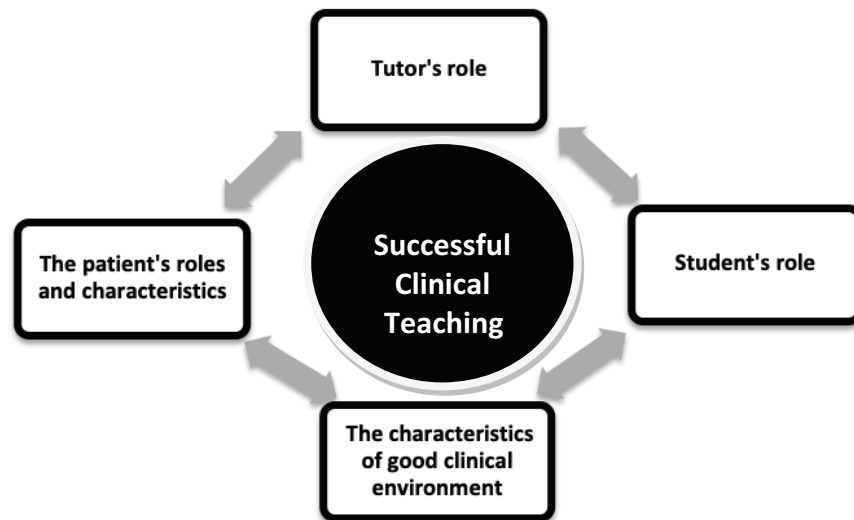 Tutor's role
The patient's roles
and characteristics
Successful
Clinical
Teaching
Student's role
The characteristics
of good clinical
environment